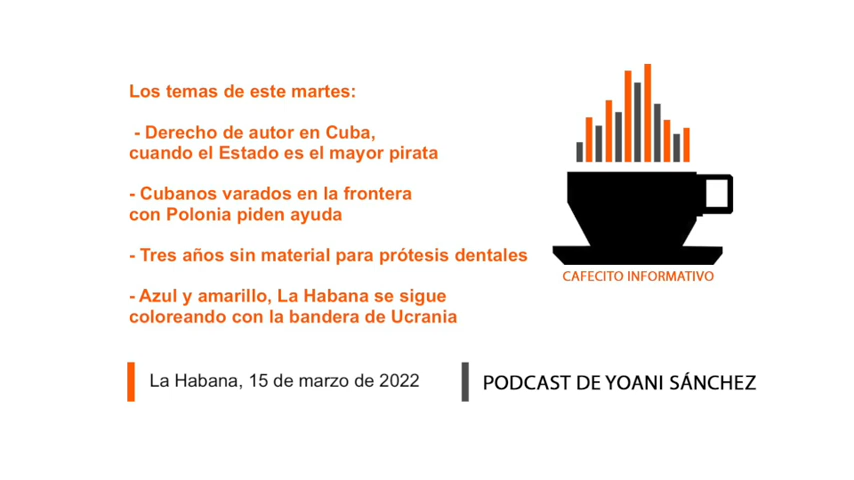 Los temas de este martes:
- Derecho de autor en Cuba,
cuando el Estado es el mayor pirata
- Cubanos varados en la frontera
con Polonia piden ayuda
- Tres años sin material para prótesis dentales
- Azul y amarillo, La Habana se sigue
coloreando con la bandera de Ucrania
CAFECITO INFORMATIVO
La Habana, 15 de marzo de 2022
PODCAST DE YOANI SÁNCHEZ